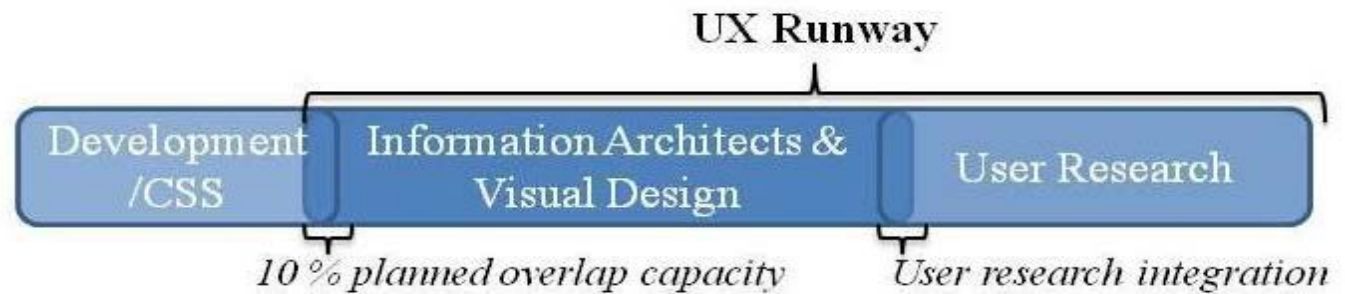 UX Runway
Development
/CSS
Information Architects &
Visual Design
User Research
10 % planned overlap capacity
User research integration